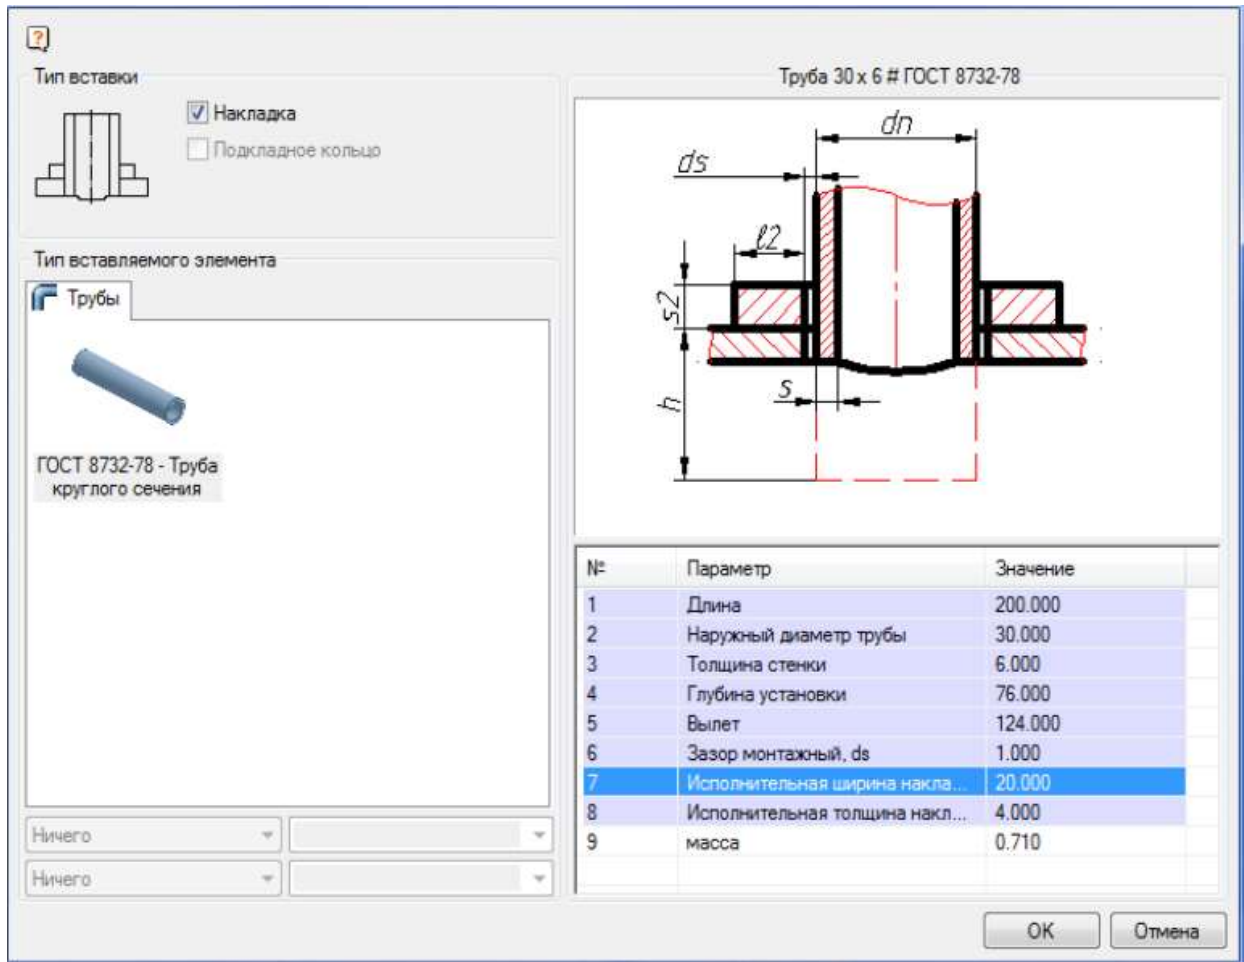 ?
Тип вставки
Накладка
Подкладное кольцо
Тип вставляемого элемента
Трубы
ГОСТ 8732-78 - Труба
круглого сечения
Ничего
Ничего
Труба 30 x 6 # ГОСТ 8732-78
dn
ds
ℓ2
s2
s
h
№ Параметр Значение
1 Длина 200.000
2 Наружный диаметр трубы 30.000
3 Толщина стенки 6.000
4 Глубина установки 76.000
5 Вылет 124.000
6 Зазор монтажный, ds 1.000
7 Исполнительная ширина накла... 20.000
8 Исполнительная толщина накл... 4.000
9 масса 0.710
OK Отмена